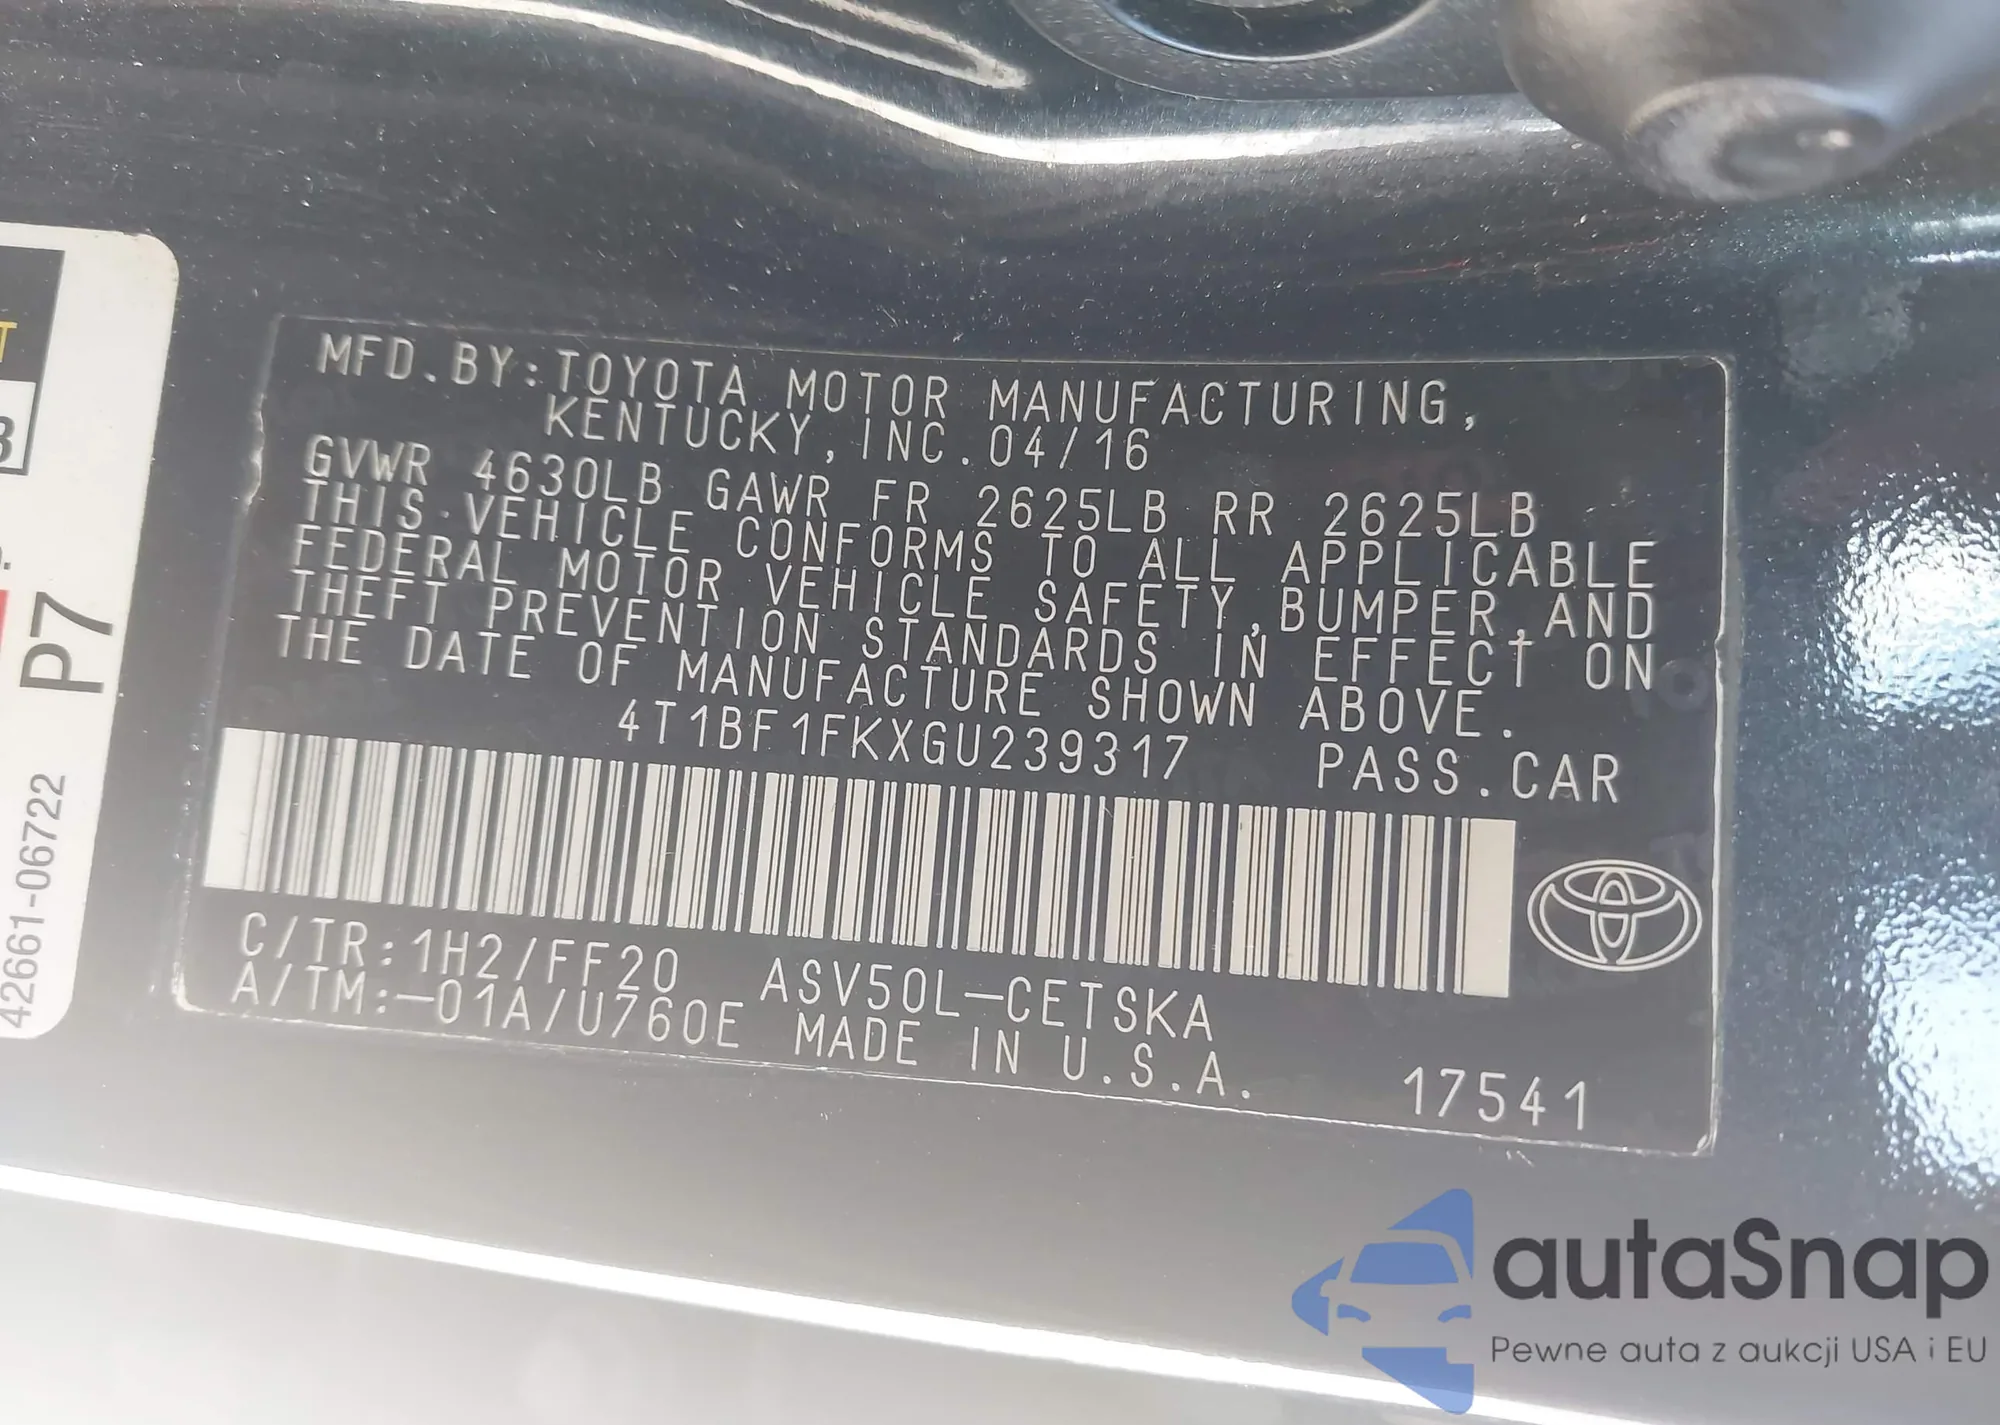 MFD.BY:TOYOTA MOTOR MANUFACTURING,
KENTUCKY, INC. 04/16
GVWR 4630LB GAWR FR 2625LB RR 2625LB
THIS VEHICLE CONFORMS TO ALL APPLICABLE
FEDERAL MOTOR VEHICLE SAFETY,BUMPER,AND
THEFT PREVENTION STANDARDS IN EFFECT ON
THE DATE OF MANUFACTURE SHOWN ABOVE.
4T1BF1FKXGU239317 PASS.CAR
C/TR:1H2/FF20 ASV50L-CETSKA
A/TM:-01A/U760E MADE IN U.S.A. 17541
P7
42661-06722
autaSnap
Pewne auta z aukcji USA i EU